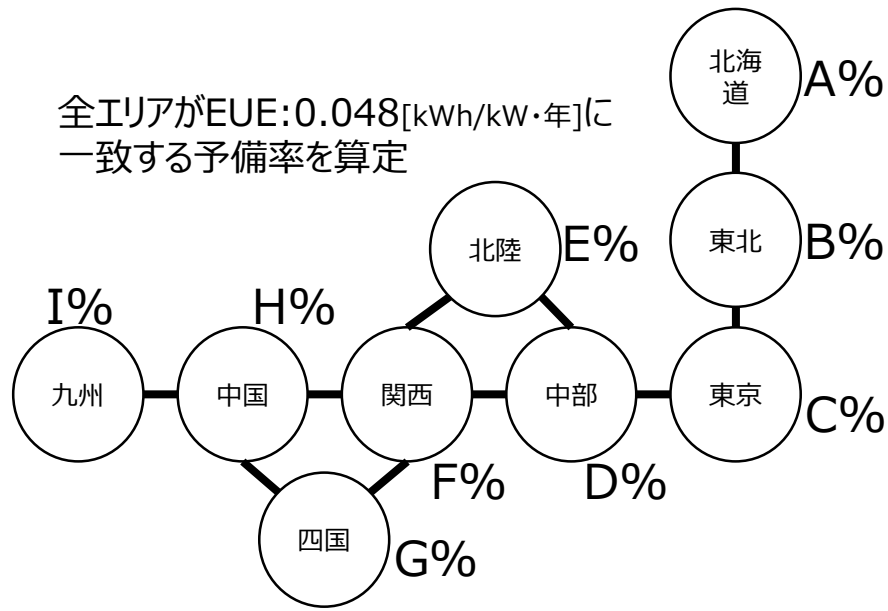 全エリアがEUE:0.048[kWh/kW・年]に
一致する予備率を算定
北海
道
A%
東北
B%
北陸
E%
I%
H%
九州
中国
関西
中部
東京
C%
F%
D%
四国
G%